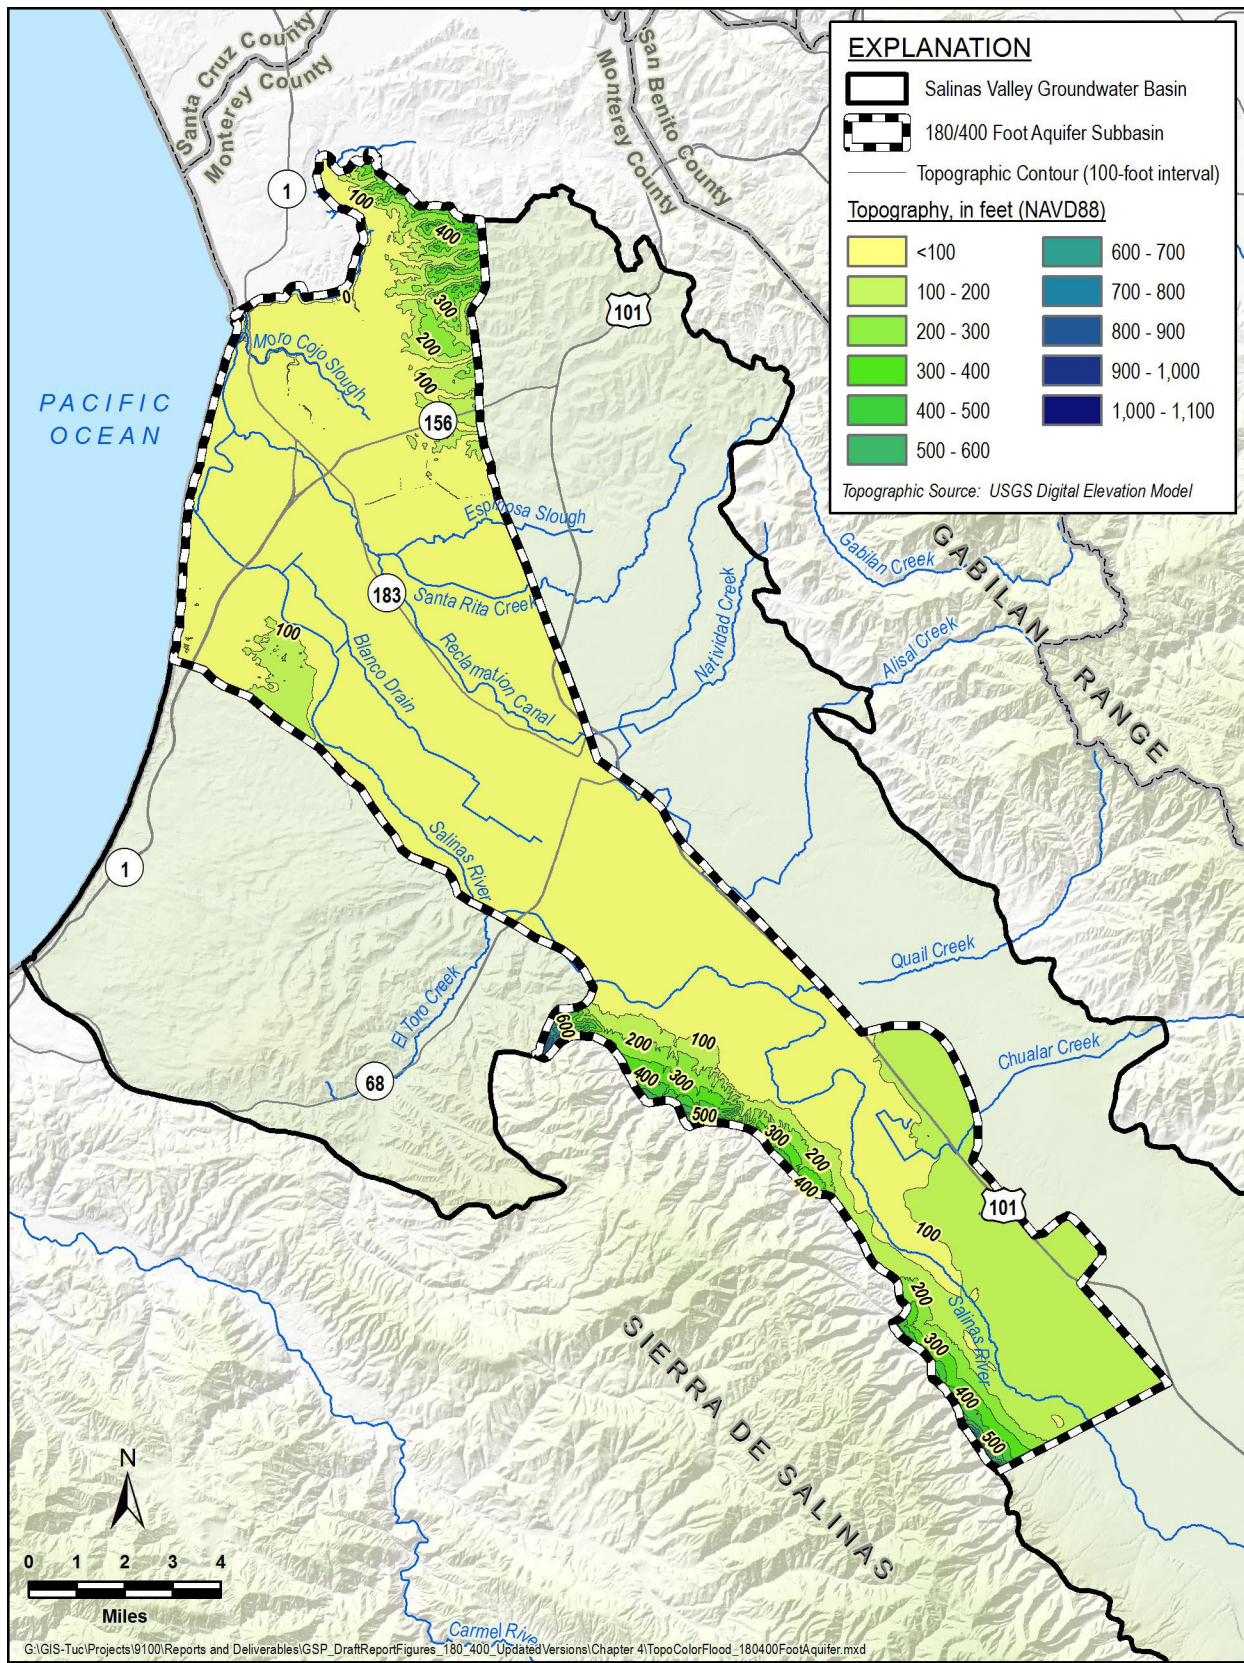 EXPLANATION
Salinas Valley Groundwater Basin
180/400 Foot Aquifer Subbasin
Topographic Contour (100-foot interval)
Topography, in feet (NAVD88)
<100
100 - 200
200 - 300
300 - 400
400 - 500
500 - 600
600 - 700
700 - 800
800 - 900
900 - 1,000
1,000 - 1,100
Topographic Source: USGS Digital Elevation Model
Santa Cruz County
Monterey County
San Benito County
Monterey County
1
100
400
0
300
101
200
100
156
Moro Cojo Slough
PACIFIC
OCEAN
Espinosa Slough
Gabilan Creek
GABILAN
RANGE
183
Santa Rita Creek
Natividad Creek
Alisal Creek
100
Blanco Drain
Reclamation Canal
Salinas River
1
Quail Creek
El Toro Creek
600
200
100
Chualar Creek
68
400
300
500
300
200
400
101
100
200
Salinas River
300
400
500
SIERRA DE SALINAS
N
0 1 2 3 4
Miles
Carmel Rive
G:\GIS-Tuc\Projects\9100\Reports and Deliverables\GSP_DraftReportFigures_180_400_UpdatedVersions\Chapter 4\TopoColorFlood_180400FootAquifer.mxd